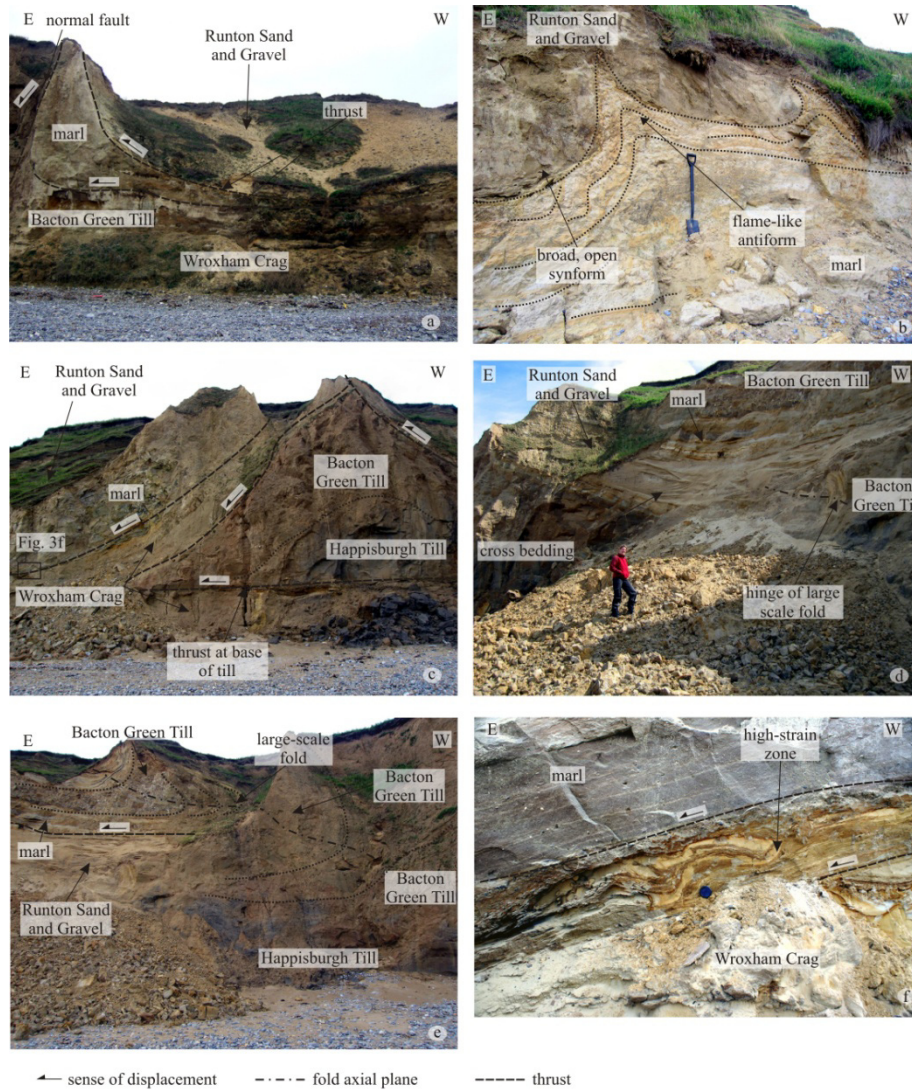 E
W
normal fault
Runton Sand
and Gravel
thrust
marl
Bacton Green Till
Wroxham Crag
a
E
W
Runton Sand
and Gravel
flame-like
antiform
broad, open
synform
marl
b
E
W
Runton Sand
and Gravel
Bacton
Green Till
marl
Fig. 3f
Happisburgh Till
Wroxham Crag
thrust at base
of till
c
E
W
Runton Sand
and Gravel
marl
Bacton Green Till
Bacton
Green Ti
cross bedding
hinge of large
scale fold
d
E
W
Bacton Green Till
large-scale
fold
Bacton
Green Till
marl
Bacton
Green Till
Runton Sand
and Gravel
Happisburgh Till
e
E
W
high-strain
zone
marl
Wroxham Crag
f
sense of displacement
fold axial plane
thrust